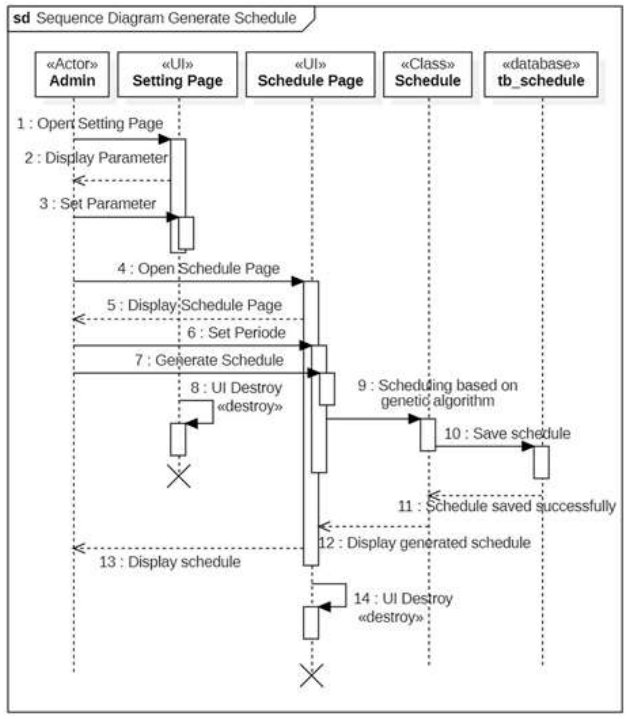 sd Sequence Diagram Generate Schedule
«Actor»
Admin
«UI»
Setting Page
«UI»
Schedule Page
«Class»
Schedule
«database»
tb_schedule
1 : Open Setting Page
2 : Display Parameter
3 : Set Parameter
4 : Open Schedule Page
5 : Display Schedule Page
6 : Set Periode
7 : Generate Schedule
8 : UI Destroy
«destroy»
9 : Scheduling based on
genetic algorithm
10 : Save schedule
11 : Schedule saved successfully
12 : Display generated schedule
13 : Display schedule
14 : UI Destroy
«destroy»